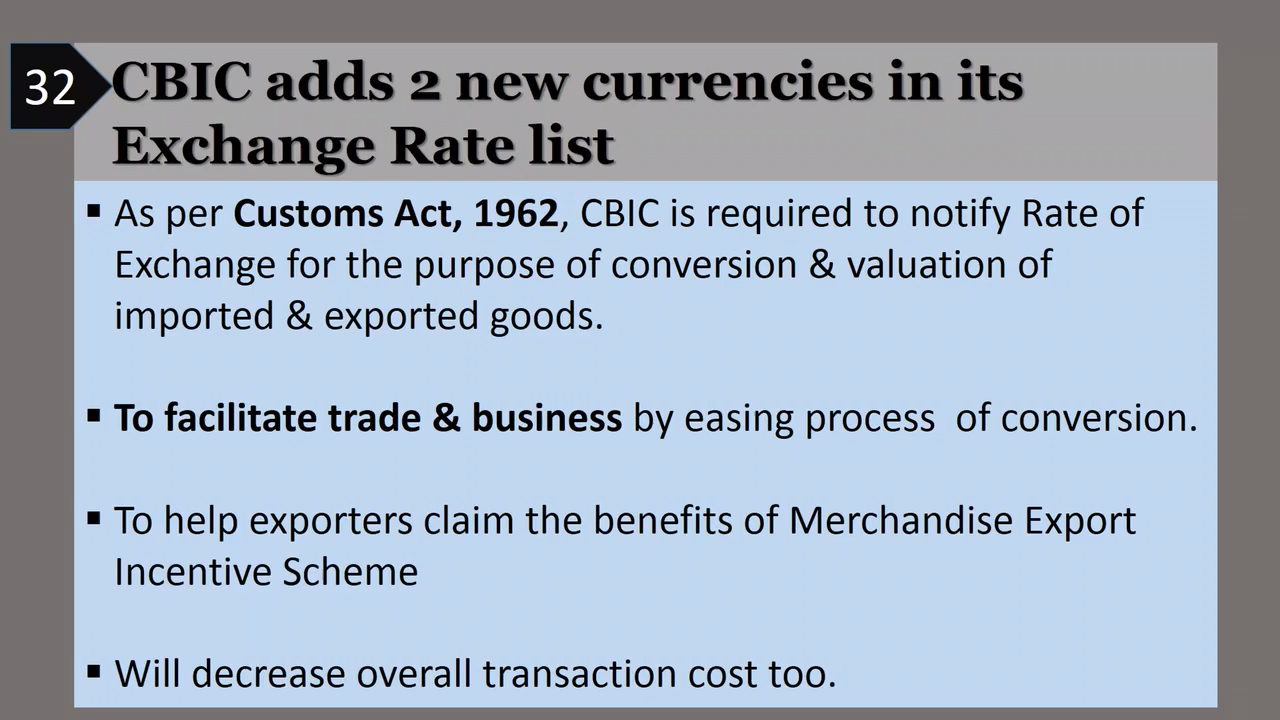 32
CBIC adds 2 new currencies in its
Exchange Rate list
▪ As per Customs Act, 1962, CBIC is required to notify Rate of
Exchange for the purpose of conversion & valuation of
imported & exported goods.
▪ To facilitate trade & business by easing process  of conversion.
▪ To help exporters claim the benefits of Merchandise Export
Incentive Scheme
▪ Will decrease overall transaction cost too.